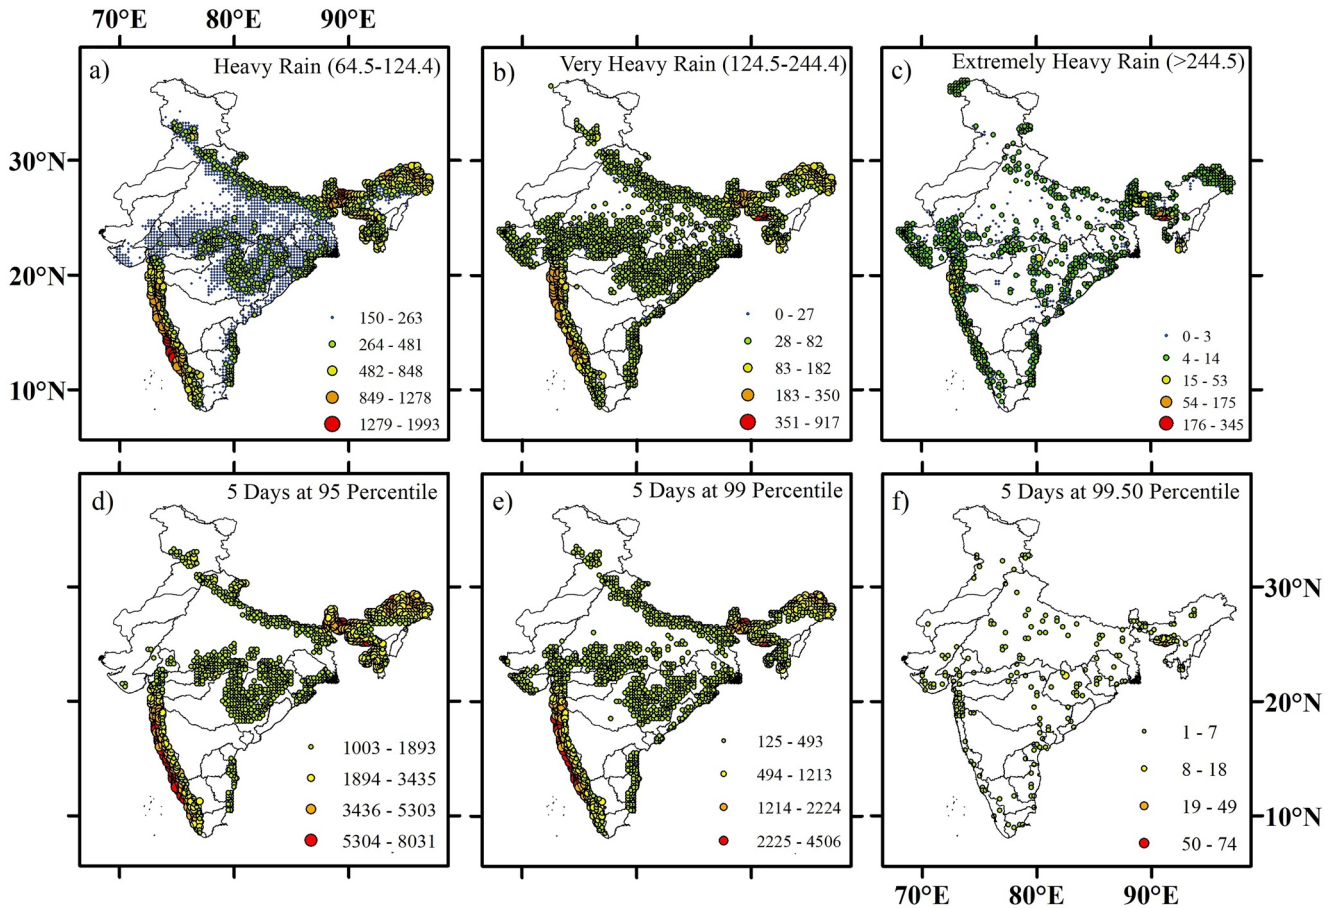 70°E 80°E 90°E
a) Heavy Rain (64.5-124.4)
150 - 263
264 - 481
482 - 848
849 - 1278
1279 - 1993
30°N
20°N
10°N
b) Very Heavy Rain (124.5-244.4)
0 - 27
28 - 82
83 - 182
183 - 350
351 - 917
c) Extremely Heavy Rain (>244.5)
0 - 3
4 - 14
15 - 53
54 - 175
176 - 345
d) 5 Days at 95 Percentile
1003 - 1893
1894 - 3435
3436 - 5303
5304 - 8031
e) 5 Days at 99 Percentile
125 - 493
494 - 1213
1214 - 2224
2225 - 4506
f) 5 Days at 99.50 Percentile
1 - 7
8 - 18
19 - 49
50 - 74
30°N
20°N
10°N
70°E 80°E 90°E